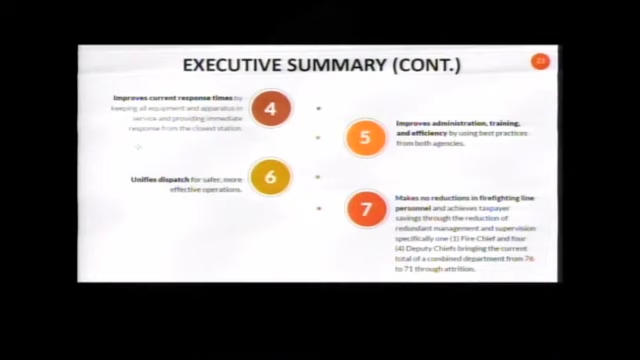 EXECUTIVE SUMMARY (CONT.)
23
Improves current response times by
keeping all equipment and apparatus in
service and providing immediate
response from the closest station.
4
5
Improves administration, training,
and efficiency by using best practices
from both agencies.
Unifies dispatch for safer, more
effective operations.
6
7
Makes no reductions in firefighting line
personnel and achieves taxpayer
savings through the reduction of
redundant management and supervision
specifically one (1) Fire Chief and four
(4) Deputy Chiefs bringing the current
total of a combined department from 76
to 71 through attrition.